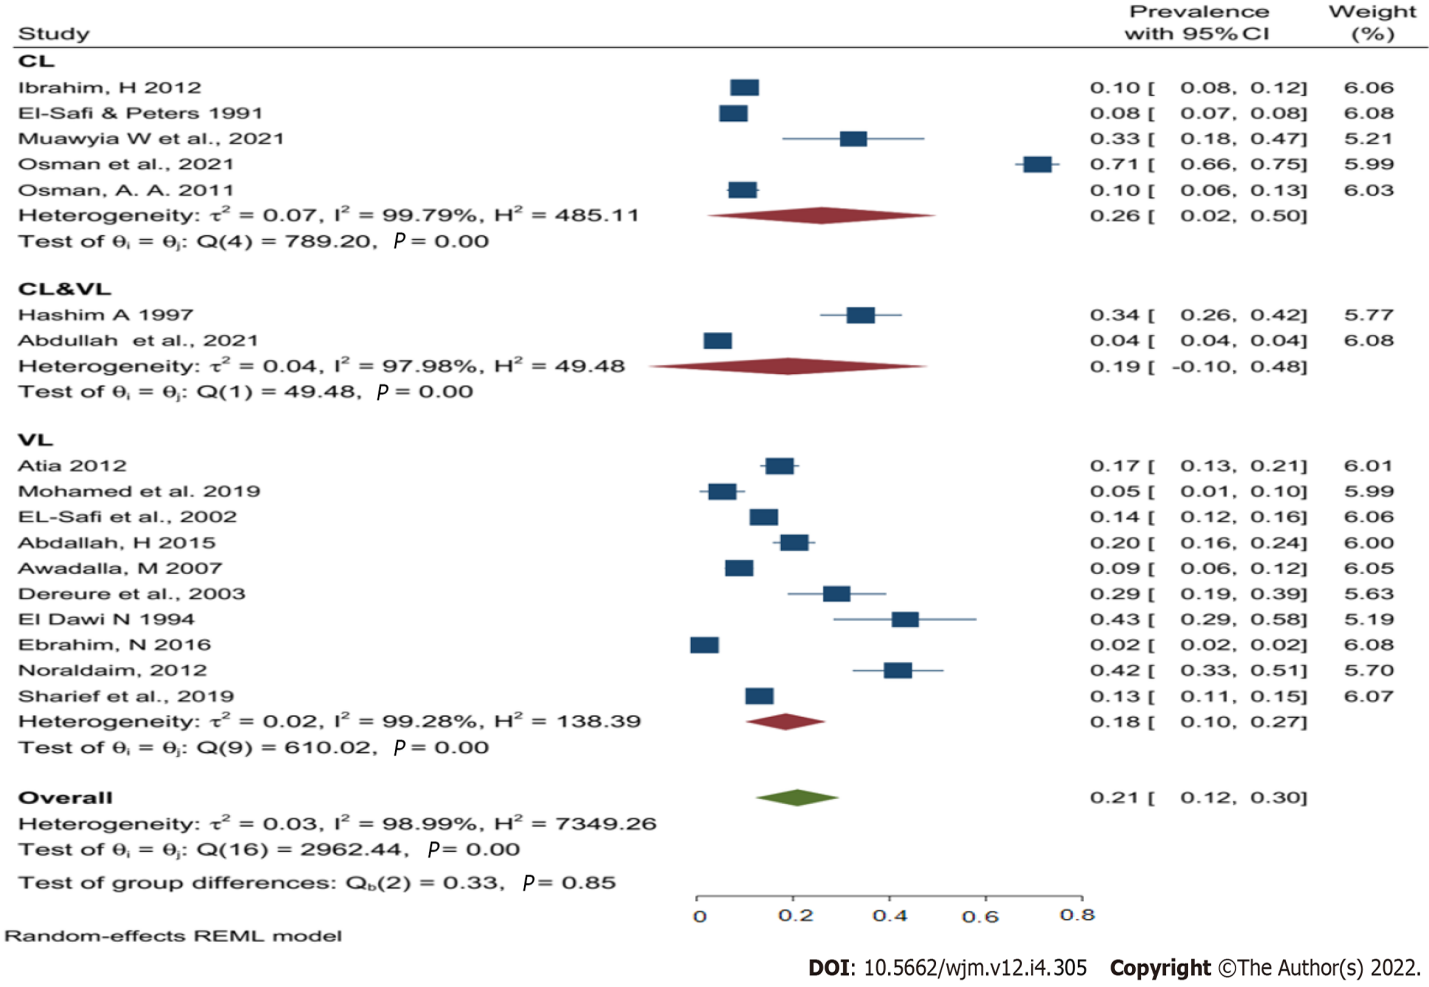 Study Prevalence with 95% CI Weight (%)
CL
Ibrahim, H 2012 0.10 [ 0.08, 0.12] 6.06
El-Safi & Peters 1991 0.08 [ 0.07, 0.08] 6.08
Muawyia W et al., 2021 0.33 [ 0.18, 0.47] 5.21
Osman et al., 2021 0.71 [ 0.66, 0.75] 5.99
Osman, A. A. 2011 0.10 [ 0.06, 0.13] 6.03
Heterogeneity: τ² = 0.07, I² = 99.79%, H² = 485.11 0.26 [ 0.02, 0.50]
Test of θᵢ = θⱼ: Q(4) = 789.20, P = 0.00
CL&VL
Hashim A 1997 0.34 [ 0.26, 0.42] 5.77
Abdullah et al., 2021 0.04 [ 0.04, 0.04] 6.08
Heterogeneity: τ² = 0.04, I² = 97.98%, H² = 49.48 0.19 [ -0.10, 0.48]
Test of θᵢ = θⱼ: Q(1) = 49.48, P = 0.00
VL
Atia 2012 0.17 [ 0.13, 0.21] 6.01
Mohamed et al. 2019 0.05 [ 0.01, 0.10] 5.99
EL-Safi et al., 2002 0.14 [ 0.12, 0.16] 6.06
Abdallah, H 2015 0.20 [ 0.16, 0.24] 6.00
Awadalla, M 2007 0.09 [ 0.06, 0.12] 6.05
Dereure et al., 2003 0.29 [ 0.19, 0.39] 5.63
El Dawi N 1994 0.43 [ 0.29, 0.58] 5.19
Ebrahim, N 2016 0.02 [ 0.02, 0.02] 6.08
Noraldaim, 2012 0.42 [ 0.33, 0.51] 5.70
Sharief et al., 2019 0.13 [ 0.11, 0.15] 6.07
Heterogeneity: τ² = 0.02, I² = 99.28%, H² = 138.39 0.18 [ 0.10, 0.27]
Test of θᵢ = θⱼ: Q(9) = 610.02, P = 0.00
Overall 0.21 [ 0.12, 0.30]
Heterogeneity: τ² = 0.03, I² = 98.99%, H² = 7349.26
Test of θᵢ = θⱼ: Q(16) = 2962.44, P = 0.00
Test of group differences: Qb(2) = 0.33, P = 0.85
0 0.2 0.4 0.6 0.8
Random-effects REML model
DOI: 10.5662/wjm.v12.i4.305 Copyright ©The Author(s) 2022.